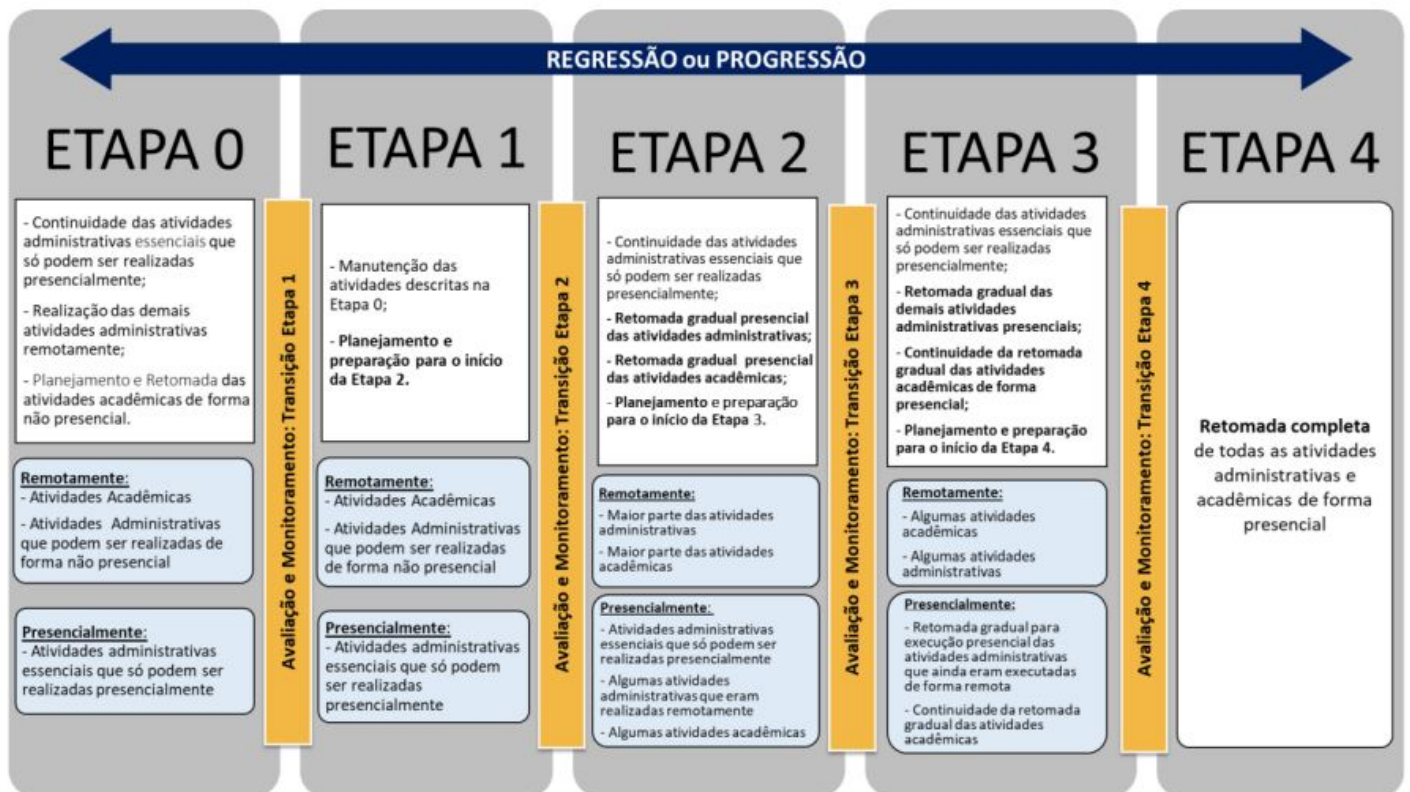 REGRESSÃO ou PROGRESSÃO
ETAPA 0
- Continuidade das atividades
administrativas essenciais que
só podem ser realizadas
presencialmente;
- Realização das demais
atividades administrativas
remotamente;
- Planejamento e Retomada das
atividades acadêmicas de forma
não presencial.
Remotamente:
- Atividades Acadêmicas
- Atividades Administrativas
que podem ser realizadas de
forma não presencial
Presencialmente:
- Atividades administrativas
essenciais que só podem ser
realizadas presencialmente
Avaliação e Monitoramento: Transição Etapa 1
ETAPA 1
- Manutenção das
atividades descritas na
Etapa 0;
- Planejamento e
preparação para o início
da Etapa 2.
Remotamente:
- Atividades Acadêmicas
- Atividades Administrativas
que podem ser realizadas
de forma não presencial
Presencialmente:
- Atividades administrativas
essenciais que só podem
ser realizadas
presencialmente
Avaliação e Monitoramento: Transição Etapa 2
ETAPA 2
- Continuidade das atividades
administrativas essenciais que
só podem ser realizadas
presencialmente;
- Retomada gradual presencial
das atividades administrativas;
- Retomada gradual presencial
das atividades acadêmicas;
- Planejamento e preparação
para o início da Etapa 3.
Remotamente:
- Maior parte das atividades
administrativas
- Maior parte das atividades
acadêmicas
Presencialmente:
- Atividades administrativas
essenciais que só podem ser
realizadas presencialmente
- Algumas atividades
administrativas que eram
realizadas remotamente
- Algumas atividades acadêmicas
Avaliação e Monitoramento: Transição Etapa 3
ETAPA 3
- Continuidade das atividades
administrativas essenciais que
só podem ser realizadas
presencialmente;
- Retomada gradual das
demais atividades
administrativas presenciais;
- Continuidade da retomada
gradual das atividades
acadêmicas de forma
presencial;
- Planejamento e preparação
para o início da Etapa 4.
Remotamente:
- Algumas atividades
acadêmicas
- Algumas atividades
administrativas
Presencialmente:
- Retomada gradual para
execução presencial das
atividades administrativas
que ainda eram executadas
de forma remota
- Continuidade da retomada
gradual das atividades
acadêmicas
Avaliação e Monitoramento: Transição Etapa 4
ETAPA 4
Retomada completa
de todas as atividades
administrativas e
acadêmicas de forma
presencial